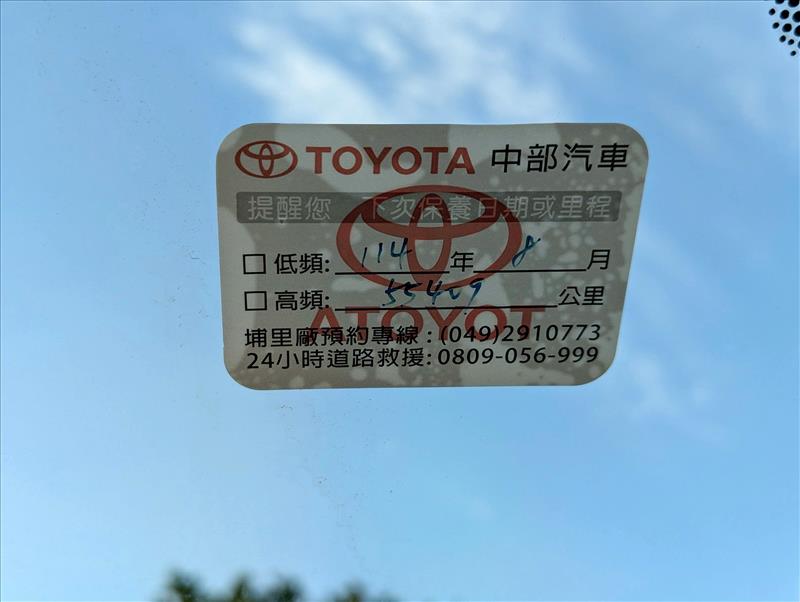 TOYOTA 中部汽車
提醒您 下次保養日期或里程
□ 低頻: 114 年 8 月
□ 高頻: 55409 公里
埔里廠預約專線 : (049)2910773
24小時道路救援: 0809-056-999